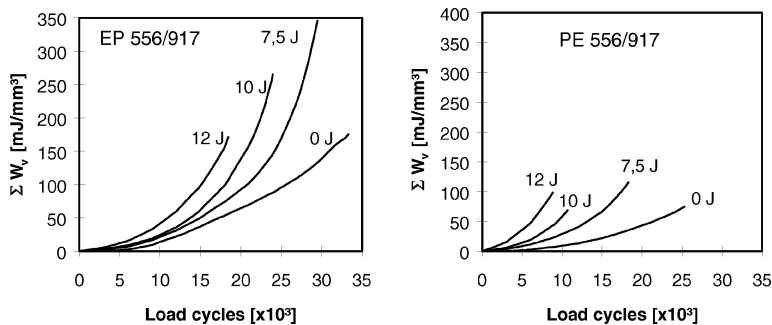 EP 556/917
Σ Wv [mJ/mm³]
350
300
250
200
150
100
50
0
7,5 J
10 J
12 J
0 J
0 5 10 15 20 25 30 35
Load cycles [x10³]
PE 556/917
Σ Wv [mJ/mm³]
400
350
300
250
200
150
100
50
0
12 J
10 J
7,5 J
0 J
0 5 10 15 20 25 30 35
Load cycles [x10³]